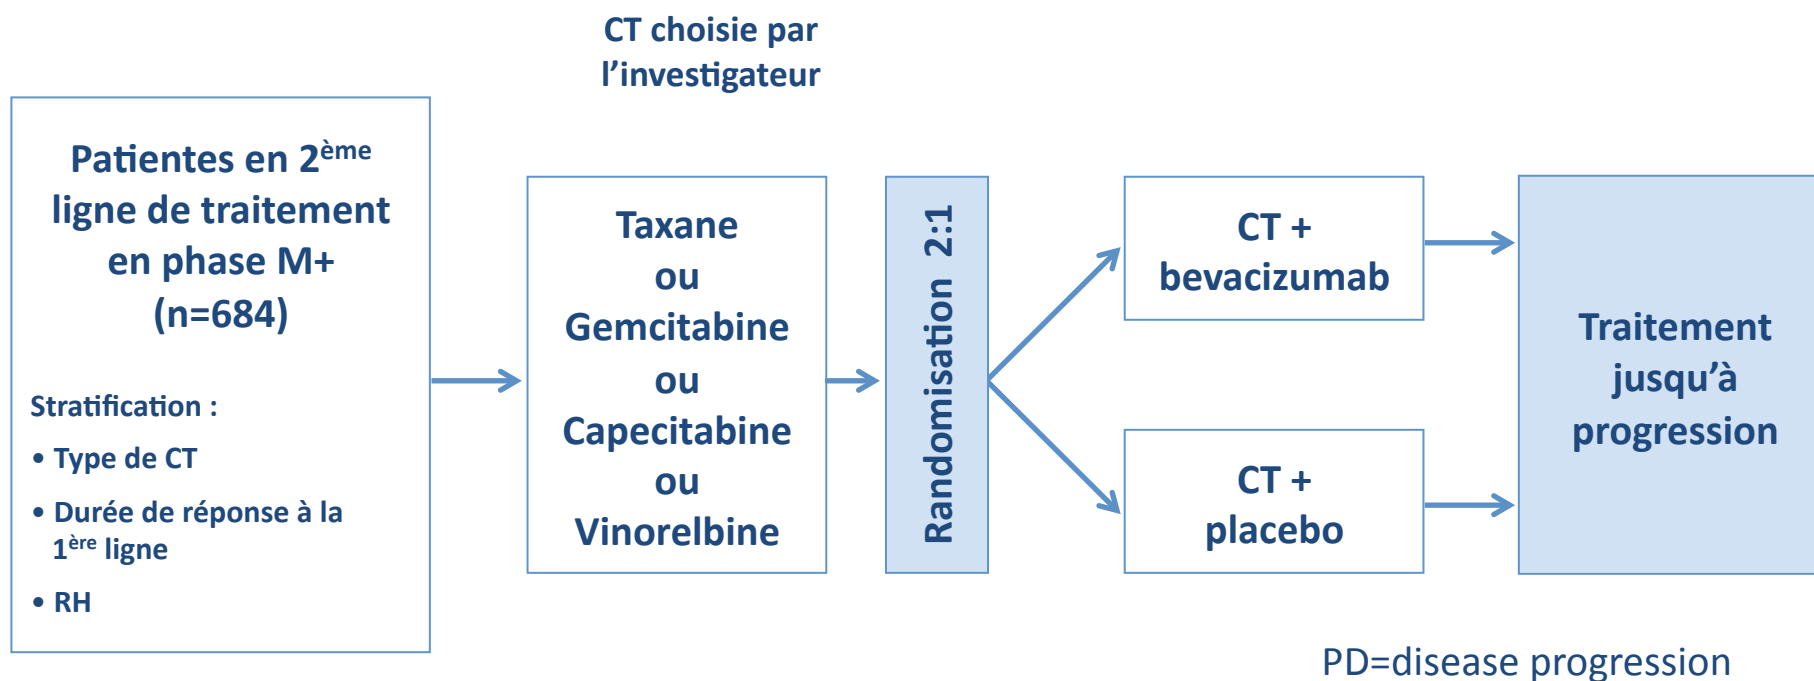 CT choisie par
l’investigateur
Patientes en 2ème
ligne de traitement
en phase M+
(n=684)
Stratification :
• Type de CT
• Durée de réponse à la
1ère ligne
• RH
Taxane
ou
Gemcitabine
ou
Capecitabine
ou
Vinorelbine
Randomisation 2:1
CT +
bevacizumab
CT +
placebo
Traitement
jusqu’à
progression
PD=disease progression